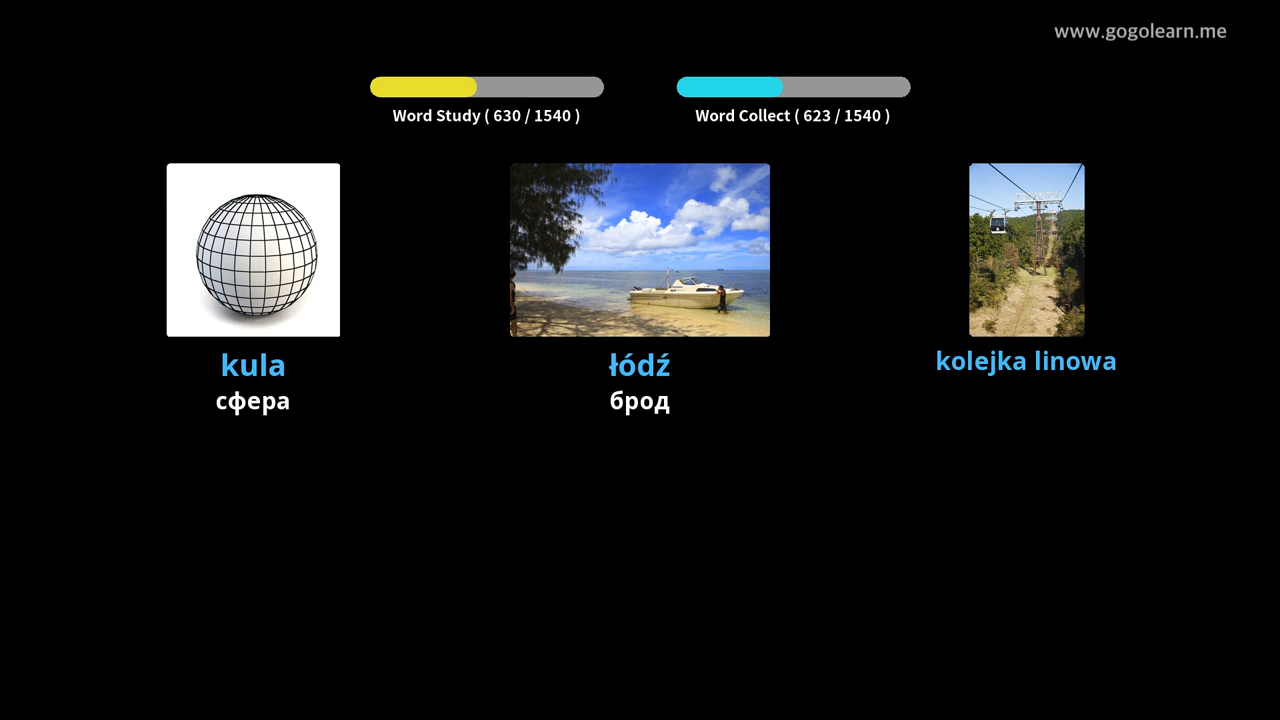 www.gogolearn.me
Word Study ( 630 / 1540 )
Word Collect ( 623 / 1540 )
kula
сфера
łódź
брод
kolejka linowa